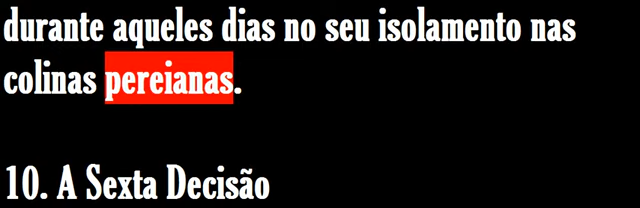 durante aqueles dias no seu isolamento nas
colinas pereianas.
10. A Sexta Decisão